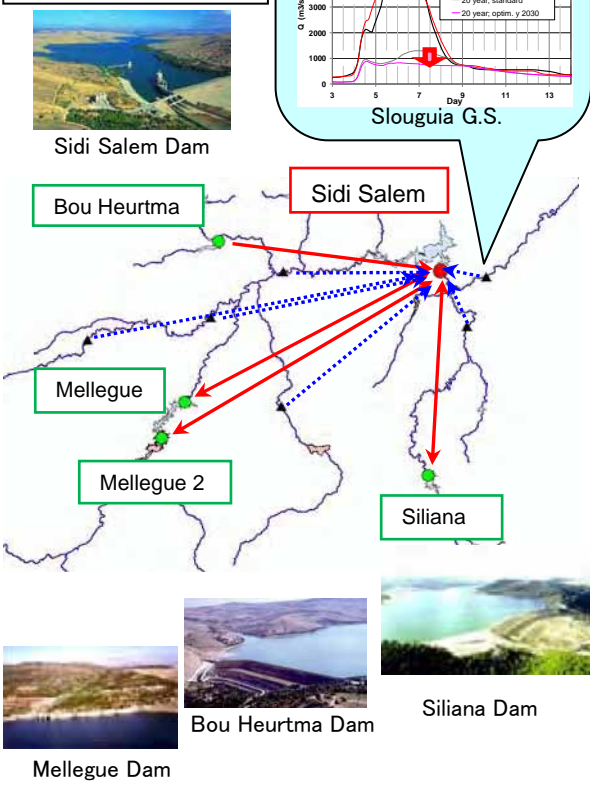 Q (m3/s
3000
2000
1000
0
20 year, standard
20 year; optim. y 2030
3 5 7 9 11 13
Day
Slouguia G.S.
Sidi Salem Dam
Bou Heurtma
Sidi Salem
Mellegue
Mellegue 2
Siliana
Siliana Dam
Bou Heurtma Dam
Mellegue Dam